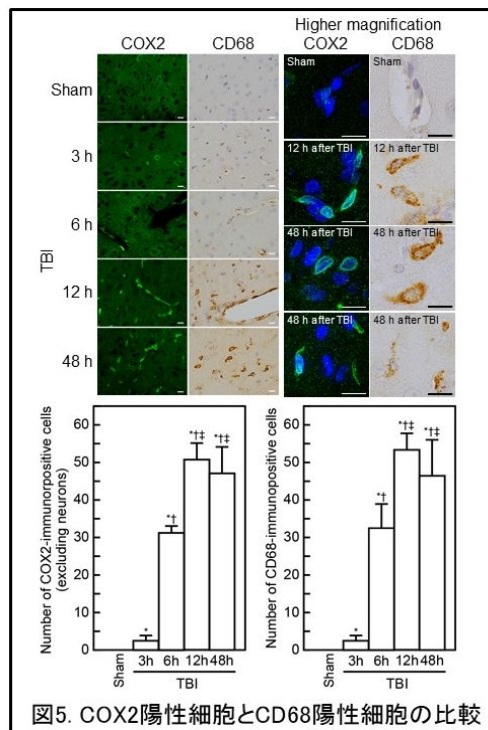 Higher magnification
COX2 CD68 COX2 CD68
Sham
3 h
6 h
12 h
48 h
TBI
Sham Sham
12 h after TBI 12 h after TBI
48 h after TBI 48 h after TBI
48 h after TBI 48 h after TBI
Number of COX2-immunorpositive cells
(excluding neurons)
60
50
40
30
20
10
0
*
*†
*†‡
*†‡
Sham 3h 6h 12h 48h
TBI
Number of CD68-immunopositive cells
60
50
40
30
20
10
0
*
*†
*†‡
*†‡
Sham 3h 6h 12h 48h
TBI
図5. COX2陽性細胞とCD68陽性細胞の比較